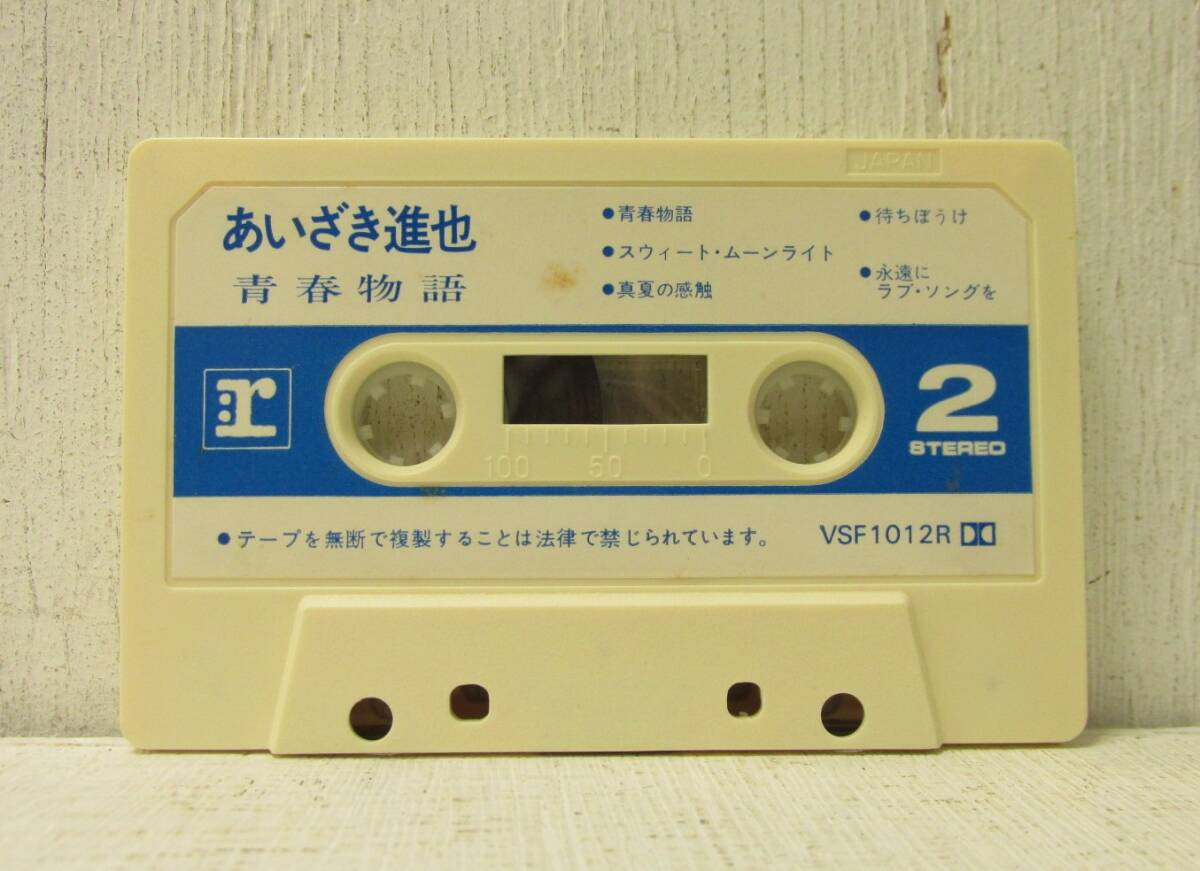 JAPAN
あいざき進也
青春物語
●青春物語
●スウィート・ムーンライト
●真夏の感触
●待ちぼうけ
●永遠に
ラブ・ソングを
r
2
STEREO
100 50 0
●テープを無断で複製することは法律で禁じられています。
VSF1012R